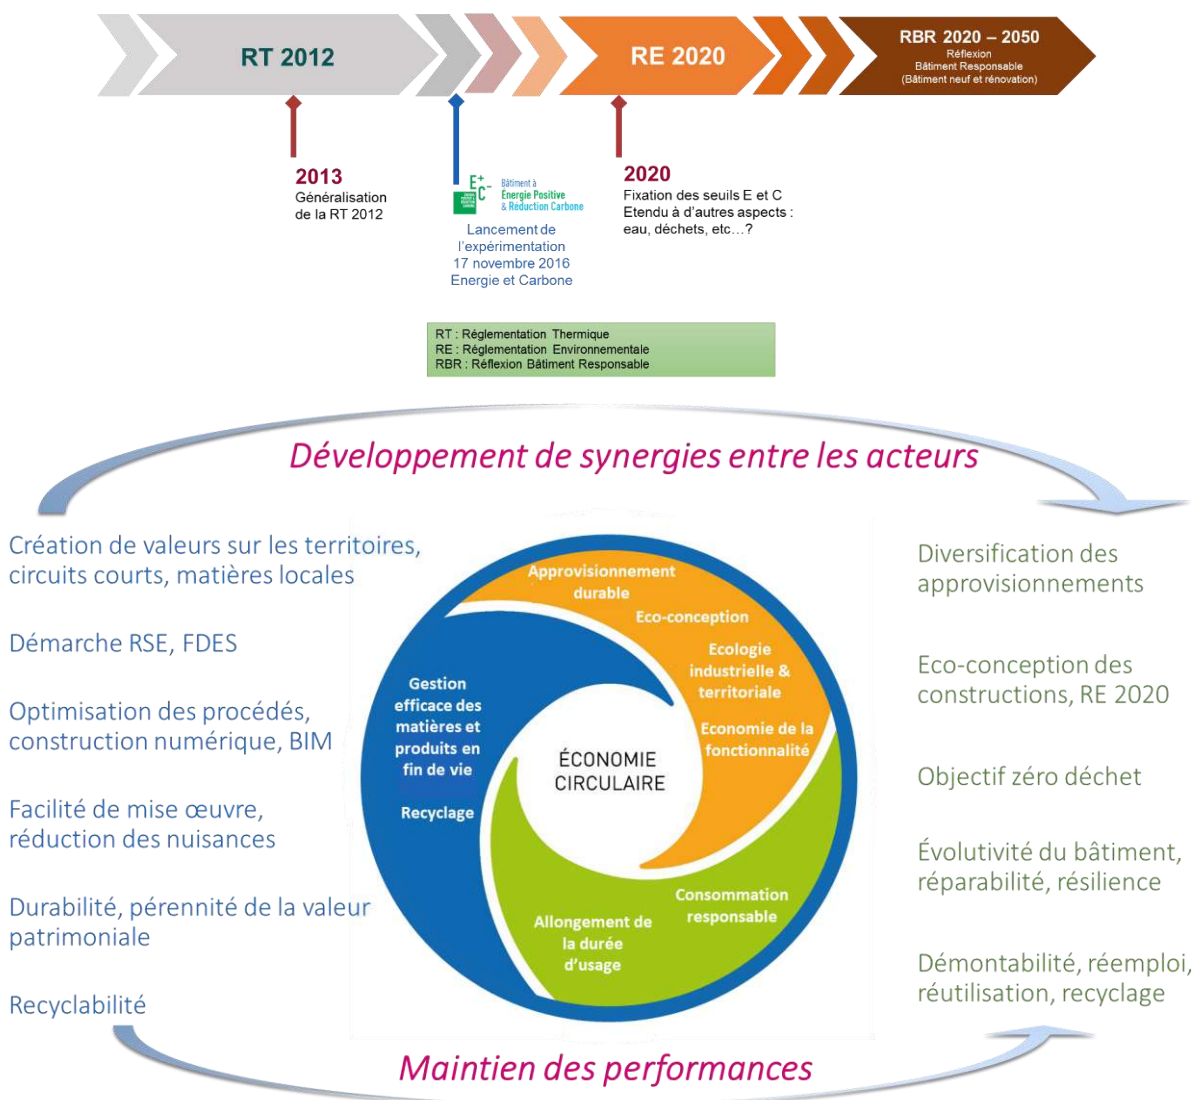 RT 2012
RE 2020
RBR 2020 – 2050
Réflexion
Bâtiment Responsable
(Bâtiment neuf et rénovation)
2013
Généralisation
de la RT 2012
E+
C-
Bâtiment à
Énergie Positive
& Réduction Carbone
Lancement de
l'expérimentation
17 novembre 2016
Energie et Carbone
2020
Fixation des seuils E et C
Etendu à d'autres aspects :
eau, déchets, etc…?
RT : Réglementation Thermique
RE : Réglementation Environnementale
RBR : Réflexion Bâtiment Responsable
Développement de synergies entre les acteurs
Création de valeurs sur les territoires,
circuits courts, matières locales
Démarche RSE, FDES
Optimisation des procédés,
construction numérique, BIM
Facilité de mise œuvre,
réduction des nuisances
Durabilité, pérennité de la valeur
patrimoniale
Recyclabilité
Approvisionnement
durable
Eco-conception
Ecologie
industrielle &
territoriale
Economie de la
fonctionnalité
Gestion
efficace des
matières et
produits en
fin de vie
Recyclage
ÉCONOMIE
CIRCULAIRE
Consommation
responsable
Allongement de
la durée
d'usage
Diversification des
approvisionnements
Eco-conception des
constructions, RE 2020
Objectif zéro déchet
Évolutivité du bâtiment,
réparabilité, résilience
Démontabilité, réemploi,
réutilisation, recyclage
Maintien des performances